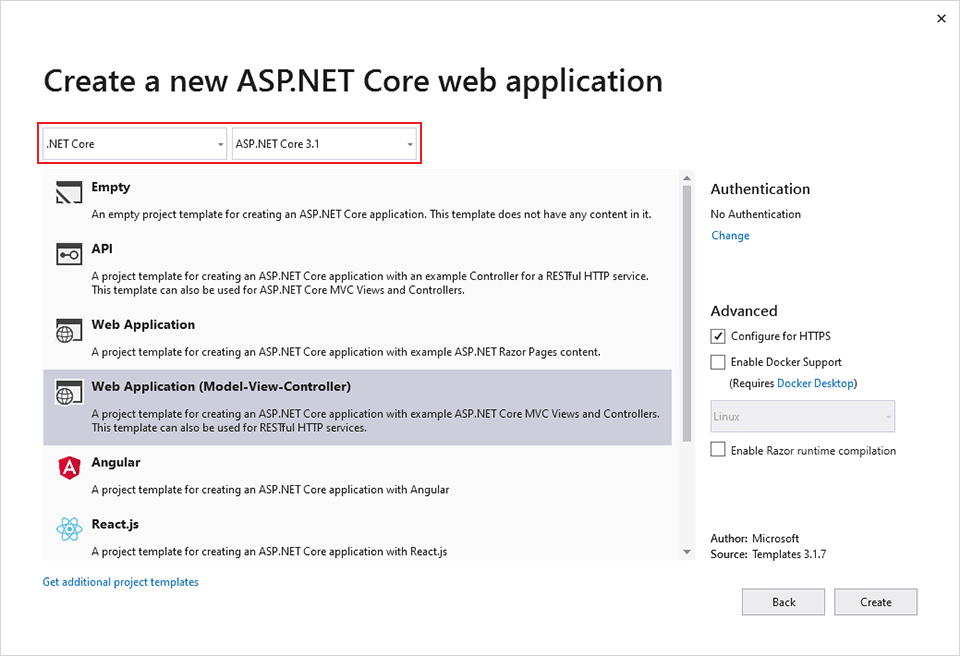 Create a new ASP.NET Core web application
.NET Core
ASP.NET Core 3.1
Empty
An empty project template for creating an ASP.NET Core application. This template does not have any content in it.
API
A project template for creating an ASP.NET Core application with an example Controller for a RESTful HTTP service.
This template can also be used for ASP.NET Core MVC Views and Controllers.
Web Application
A project template for creating an ASP.NET Core application with example ASP.NET Razor Pages content.
Web Application (Model-View-Controller)
A project template for creating an ASP.NET Core application with example ASP.NET Core MVC Views and Controllers.
This template can also be used for RESTful HTTP services.
Angular
A project template for creating an ASP.NET Core application with Angular
React.js
A project template for creating an ASP.NET Core application with React.js
Get additional project templates
Authentication
No Authentication
Change
Advanced
Configure for HTTPS
Enable Docker Support
(Requires Docker Desktop)
Linux
Enable Razor runtime compilation
Author: Microsoft
Source: Templates 3.1.7
Back
Create